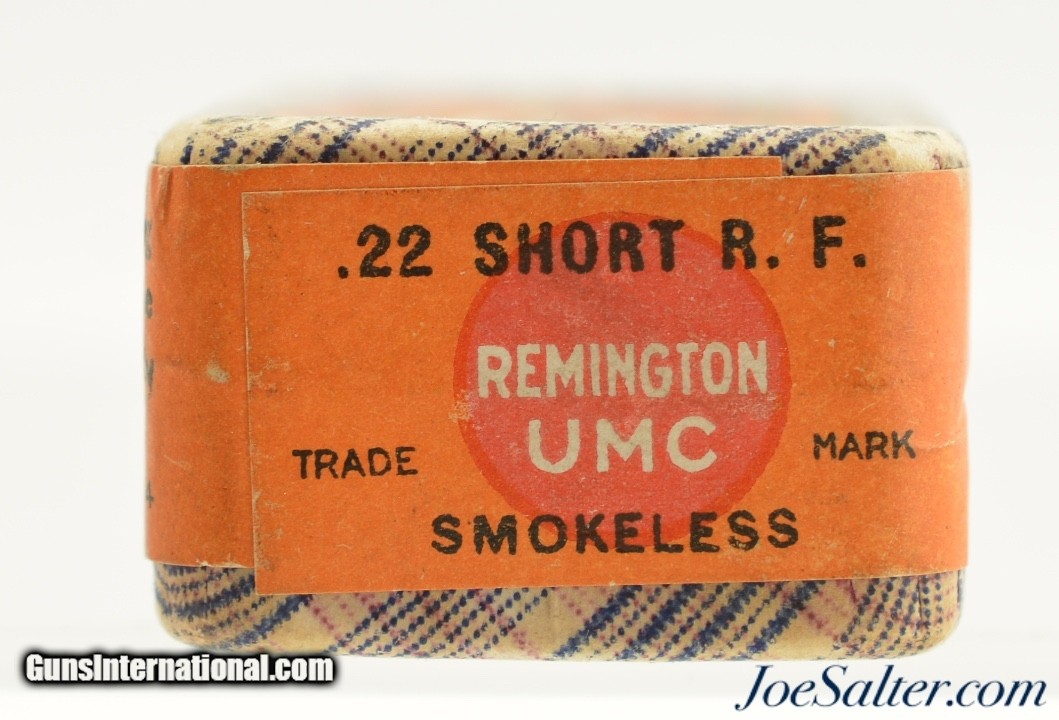 .22 SHORT R. F.
REMINGTON
UMC
TRADE MARK
SMOKELESS
GunsInternational.com
JoeSalter.com